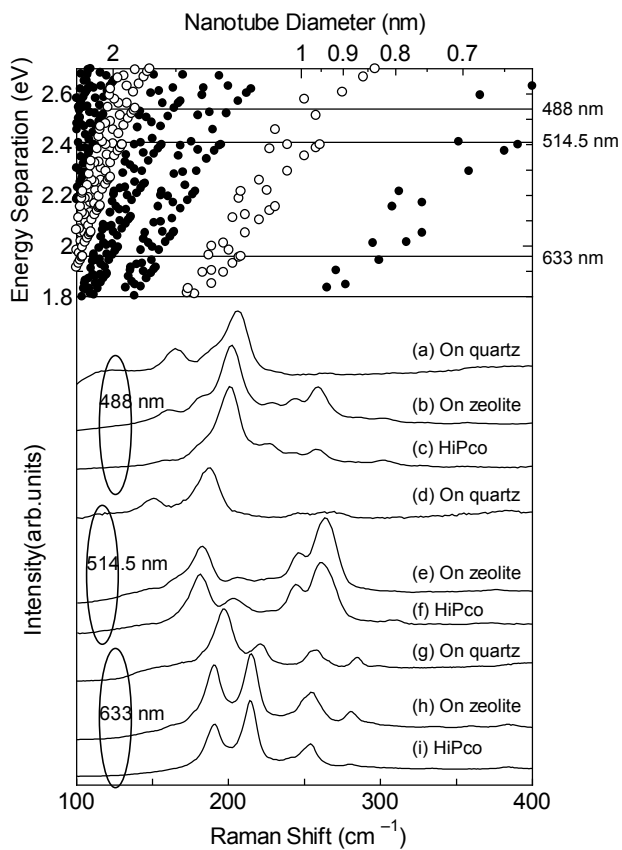 Nanotube Diameter (nm)
2 1 0.9 0.8 0.7
Energy Separation (eV)
2.6
2.4
2.2
2
1.8
488 nm
514.5 nm
633 nm
(a) On quartz
488 nm
(b) On zeolite
(c) HiPco
(d) On quartz
514.5 nm
(e) On zeolite
(f) HiPco
(g) On quartz
633 nm
(h) On zeolite
(i) HiPco
Intensity(arb.units)
100 200 300 400
Raman Shift (cm⁻¹)